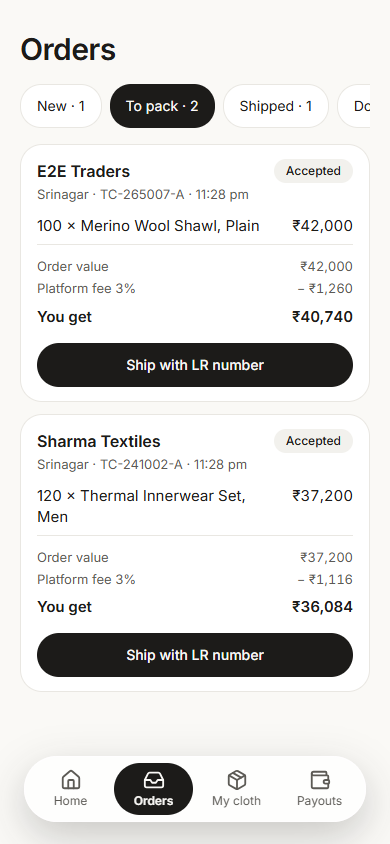 Orders
New · 1
To pack · 2
Shipped · 1
E2E Traders
Accepted
Srinagar · TC-265007-A · 11:28 pm
100 × Merino Wool Shawl, Plain ₹42,000
Order value ₹42,000
Platform fee 3% – ₹1,260
You get ₹40,740
Ship with LR number
Sharma Textiles
Accepted
Srinagar · TC-241002-A · 11:28 pm
120 × Thermal Innerwear Set, ₹37,200
Men
Order value ₹37,200
Platform fee 3% – ₹1,116
You get ₹36,084
Ship with LR number
Home
Orders
My cloth
Payouts